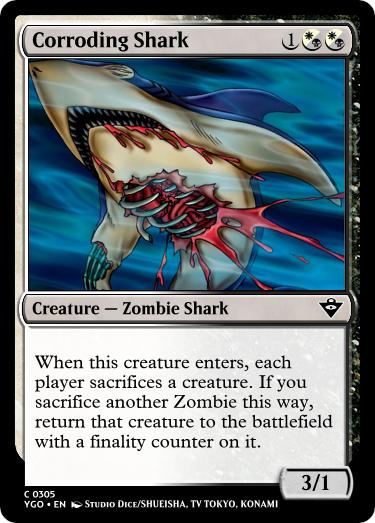 Corroding Shark 1
Creature — Zombie Shark
When this creature enters, each
player sacrifices a creature. If you
sacrifice another Zombie this way,
return that creature to the battlefield
with a finality counter on it.
3/1
C 0305
YGO • EN Studio Dice/SHUEISHA, TV TOKYO, KONAMI